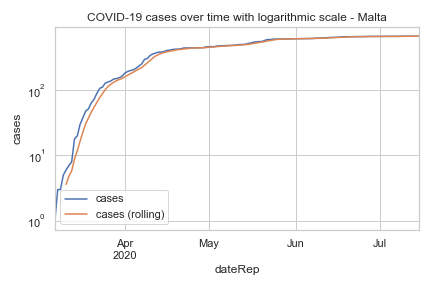 COVID-19 cases over time with logarithmic scale - Malta
cases
10²
10¹
10⁰
cases
cases (rolling)
Apr
2020
May
Jun
Jul
dateRep